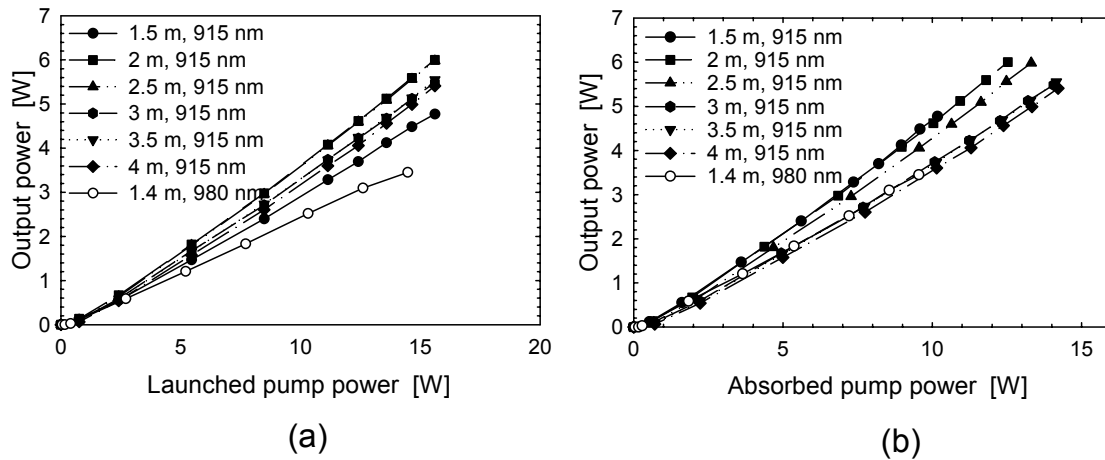 7
6
5
4
3
2
1
0
Output power [W]
1.5 m, 915 nm
2 m, 915 nm
2.5 m, 915 nm
3 m, 915 nm
3.5 m, 915 nm
4 m, 915 nm
1.4 m, 980 nm
0 5 10 15 20
Launched pump power [W]
(a)
7
6
5
4
3
2
1
0
Output power [W]
1.5 m, 915 nm
2 m, 915 nm
2.5 m, 915 nm
3 m, 915 nm
3.5 m, 915 nm
4 m, 915 nm
1.4 m, 980 nm
0 5 10 15
Absorbed pump power [W]
(b)